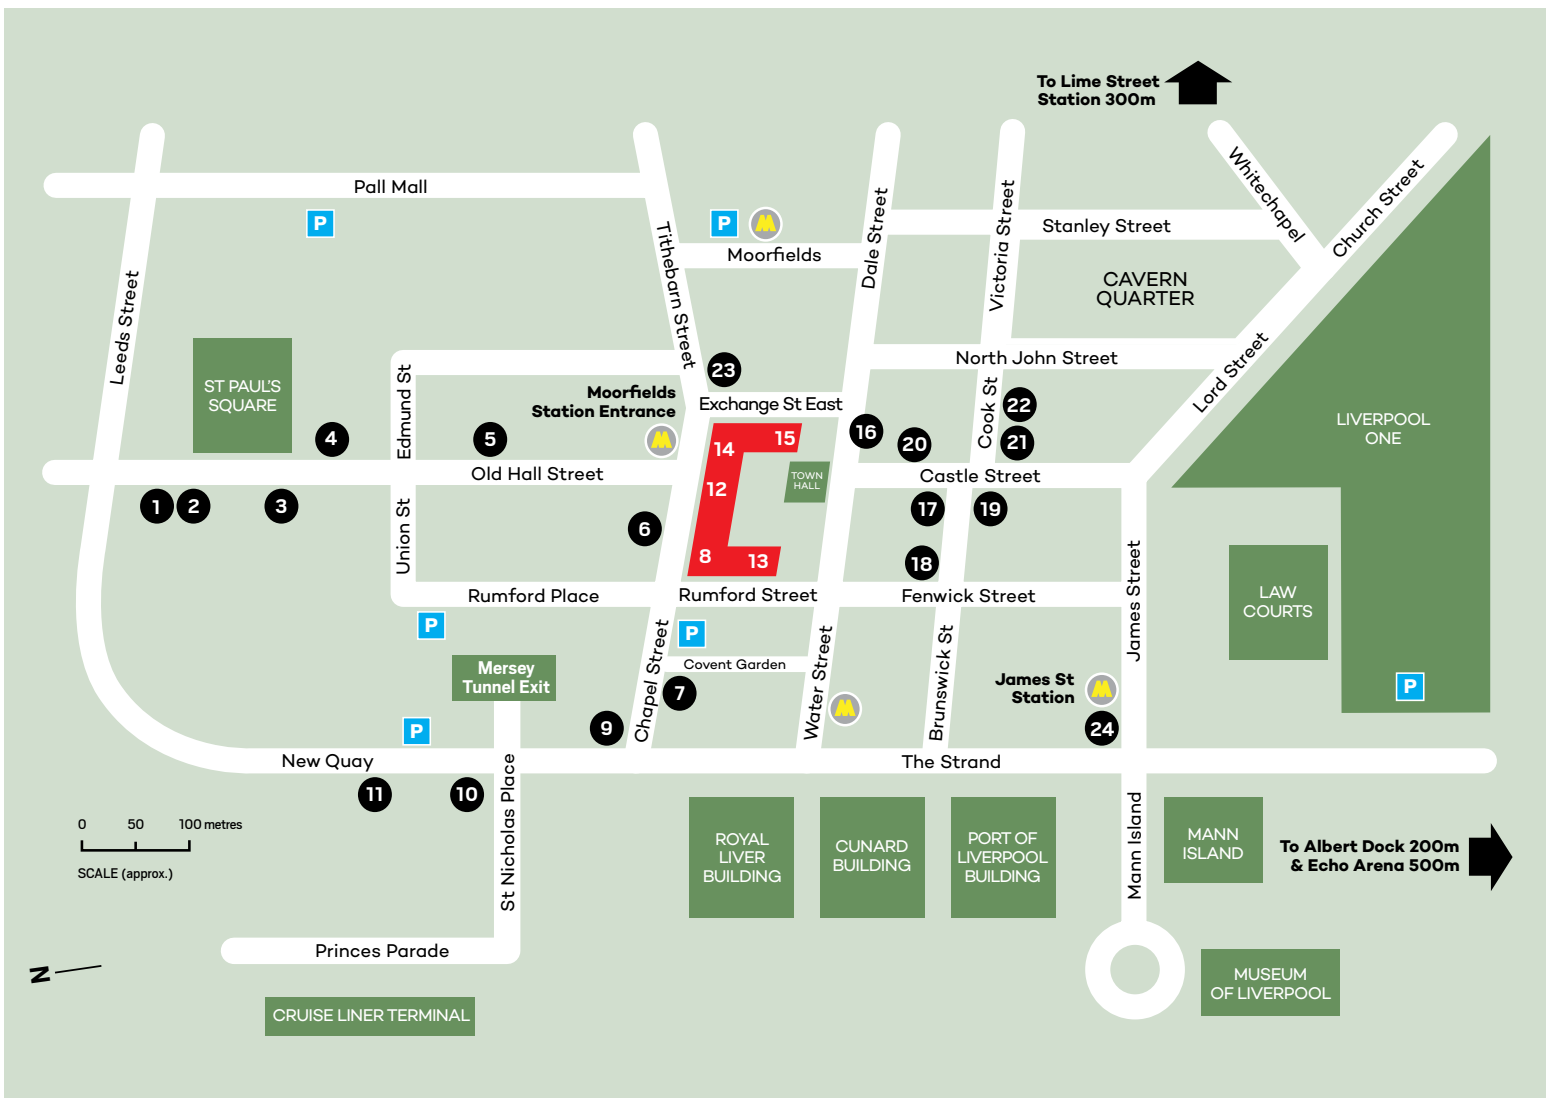 To Lime Street
Station 300m
Pall Mall
P
P
Whitechapel
Church Street
Tithebarn Street
Moorfields
Dale Street
Victoria Street
Stanley Street
CAVERN
QUARTER
Leeds Street
ST PAUL'S
SQUARE
Edmund St
23
Moorfields
Station Entrance
Exchange St East
North John Street
Lord Street
Cook St
22
LIVERPOOL
ONE
4
5
14
15
16
20
21
Old Hall Street
12
TOWN
HALL
Castle Street
1
2
3
6
17
19
Union St
8
13
18
James Street
LAW
COURTS
Rumford Place
Rumford Street
Fenwick Street
P
P
Chapel Street
Covent Garden
Water Street
Brunswick St
Mersey
Tunnel Exit
7
James St
Station
P
P
9
24
New Quay
The Strand
11
10
St Nicholas Place
Mann Island
0 50 100 metres
SCALE (approx.)
ROYAL
LIVER
BUILDING
CUNARD
BUILDING
PORT OF
LIVERPOOL
BUILDING
MANN
ISLAND
To Albert Dock 200m
& Echo Arena 500m
Princes Parade
N
CRUISE LINER TERMINAL
MUSEUM
OF LIVERPOOL